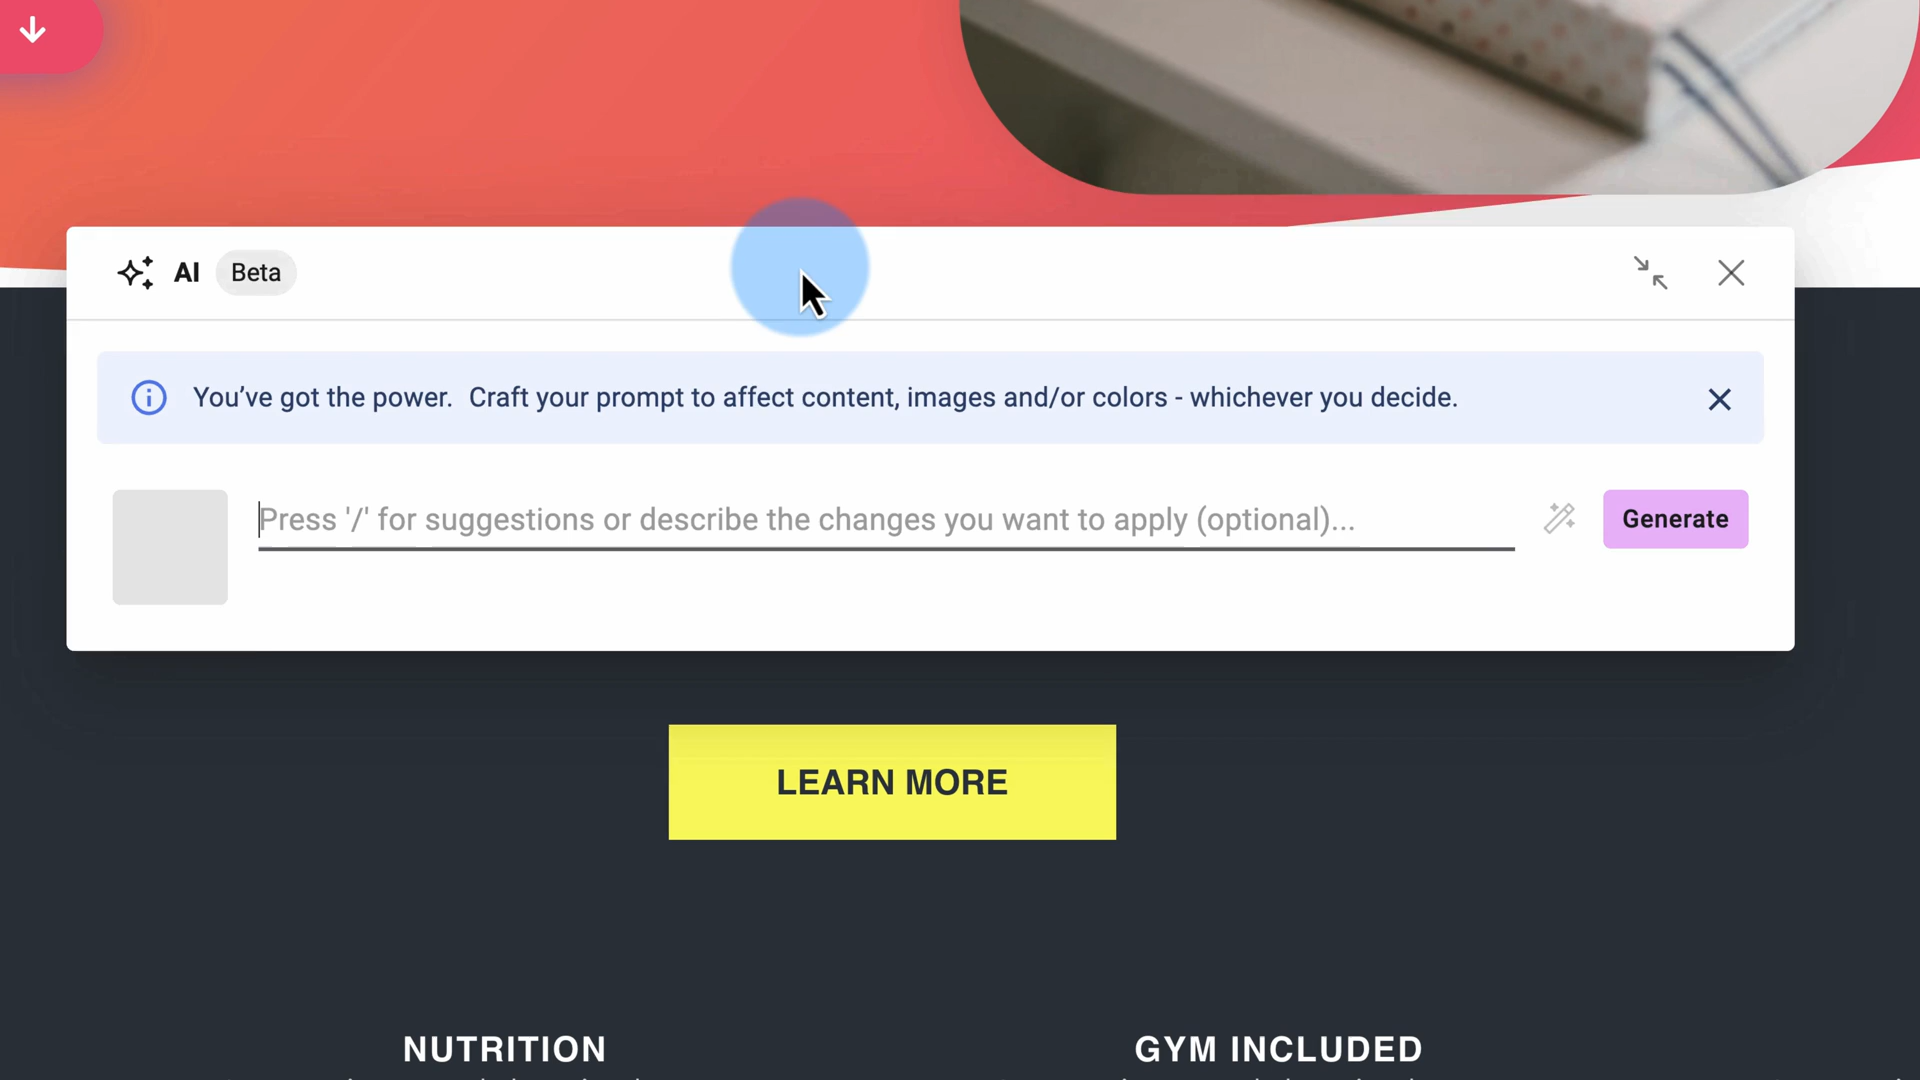 AI Beta
You’ve got the power.  Craft your prompt to affect content, images and/or colors - whichever you decide.
Press '/' for suggestions or describe the changes you want to apply (optional)...
Generate
LEARN MORE
NUTRITION
GYM INCLUDED